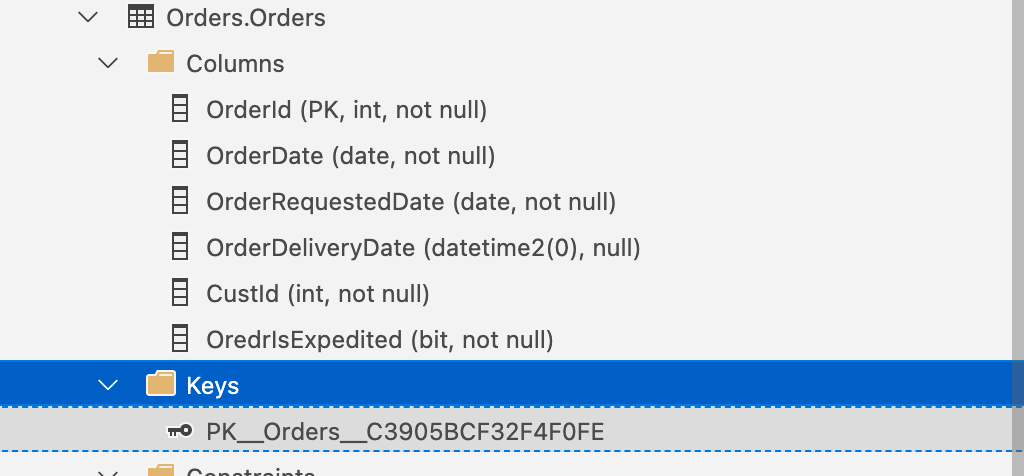 Orders.Orders
Columns
OrderId (PK, int, not null)
OrderDate (date, not null)
OrderRequestedDate (date, not null)
OrderDeliveryDate (datetime2(0), null)
CustId (int, not null)
OredrIsExpedited (bit, not null)
Keys
PK__Orders__C3905BCF32F4F0FE
Constraints